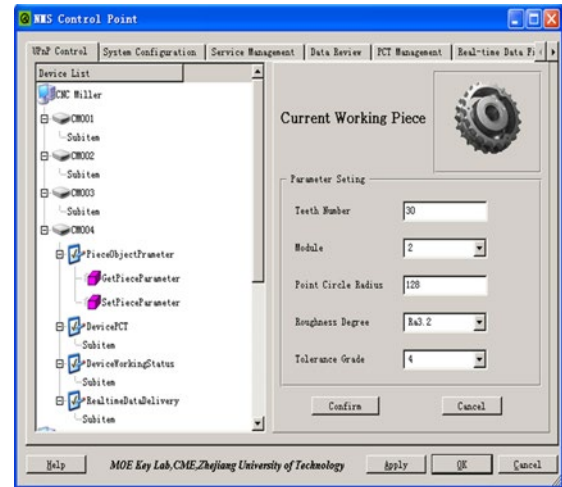 NMS Control Point
UPnP Control System Configuration Service Management Data Review PCT Management Real-time Data Fi
Device List
CNC Miller
CM001
Subitem
CM002
Subitem
CM003
Subitem
CM004
PieceObjectPrameter
GetPieceParameter
SetPieceParameter
DevicePCT
Subitem
DeviceWorkingStatus
Subitem
RealtimeDataDelivery
Subitem
Current Working Piece
Parameter Seting
Teeth Number 30
Module 2
Point Circle Radius 128
Roughness Degree Ra3.2
Tolerance Grade 4
Confirm Cancel
Help MOE Key Lab,CME,Zhejiang University of Technology Apply OK Cancel